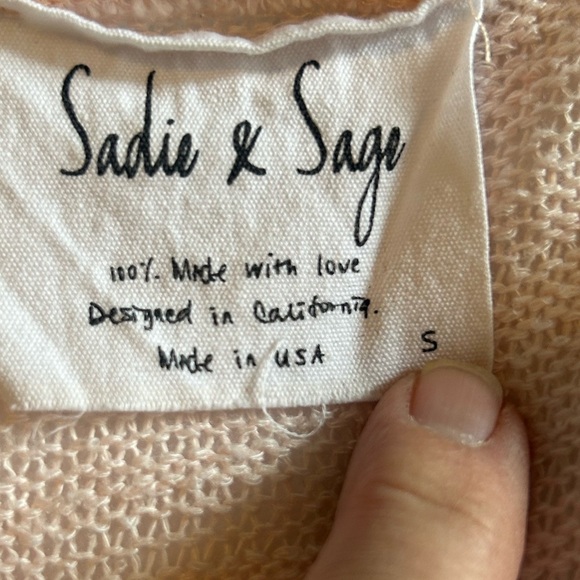 Sadie & Sage
100% Made with love
Designed in California.
Made in USA
S